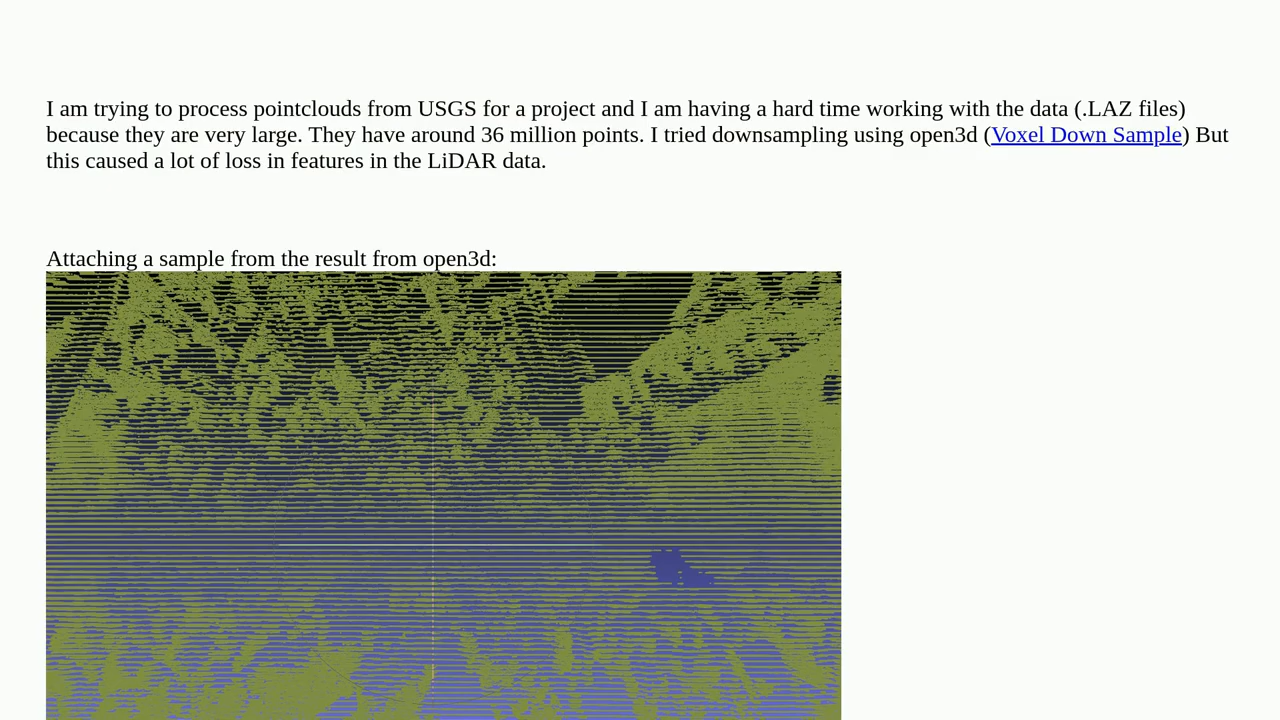 I am trying to process pointclouds from USGS for a project and I am having a hard time working with the data (.LAZ files)
because they are very large. They have around 36 million points. I tried downsampling using open3d (Voxel Down Sample) But
this caused a lot of loss in features in the LiDAR data.
Attaching a sample from the result from open3d: